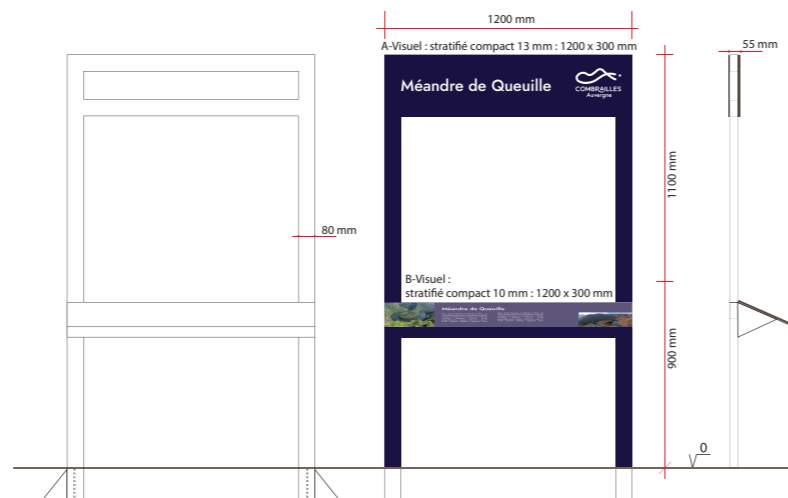 1200 mm
A-Visuel : stratifié compact 13 mm : 1200 x 300 mm
55 mm
Méandre de Queuille
COMBRAILLES
Auvergne
1100 mm
80 mm
B-Visuel :
stratifié compact 10 mm : 1200 x 300 mm
Méandre de Queuille
900 mm
0